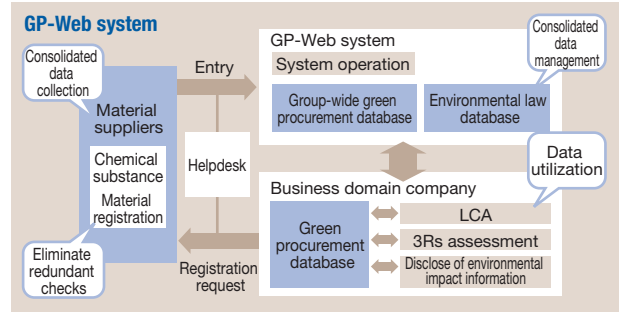 GP-Web system
Consolidated
data
collection
Material
suppliers
Chemical
substance
Material
registration
Eliminate
redundant
checks
Entry
Helpdesk
Registration
request
GP-Web system
System operation
Group-wide green
procurement database
Environmental law
database
Consolidated
data
management
Business domain company
Green
procurement
database
LCA
3Rs assessment
Disclose of environmental
impact information
Data
utilization